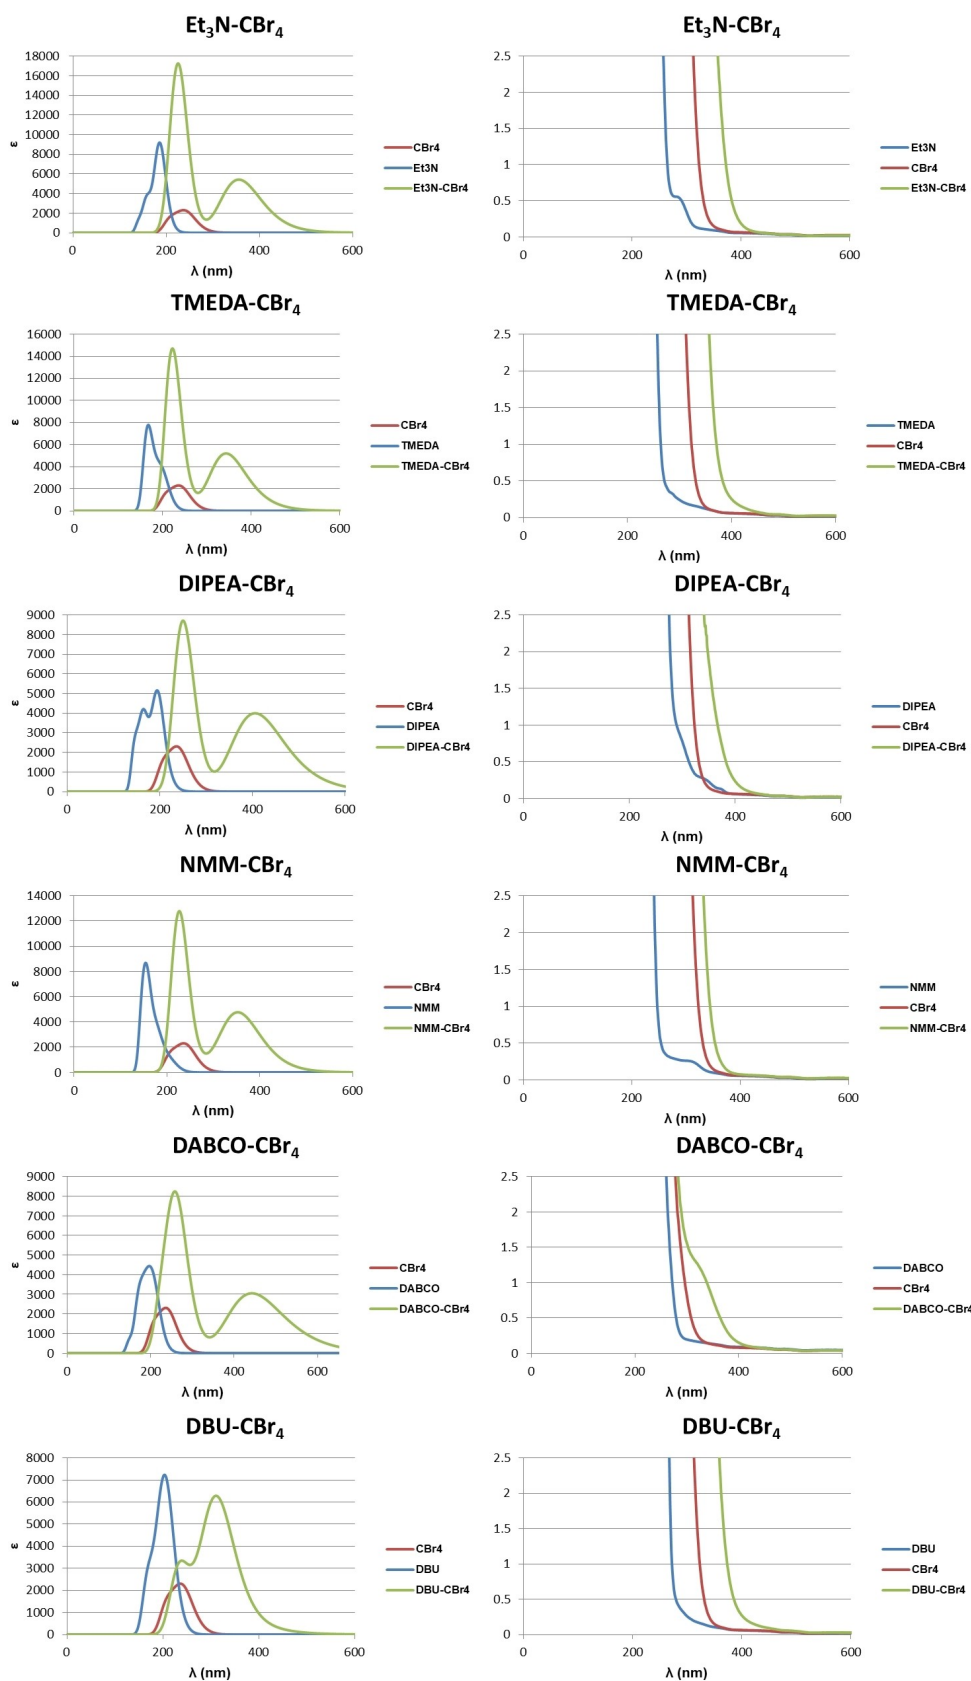 Et₃N-CBr₄
18000
16000
14000
12000
10000
8000
6000
4000
2000
0
ε
0 200 400 600
λ (nm)
CBr4
Et3N
Et3N-CBr4
Et₃N-CBr₄
2.5
2
1.5
1
0.5
0
0 200 400 600
λ (nm)
Et3N
CBr4
Et3N-CBr4
TMEDA-CBr₄
16000
14000
12000
10000
8000
6000
4000
2000
0
ε
0 200 400 600
λ (nm)
CBr4
TMEDA
TMEDA-CBr4
TMEDA-CBr₄
2.5
2
1.5
1
0.5
0
0 200 400 600
λ (nm)
TMEDA
CBr4
TMEDA-CBr4
DIPEA-CBr₄
9000
8000
7000
6000
5000
4000
3000
2000
1000
0
ε
0 200 400 600
λ (nm)
CBr4
DIPEA
DIPEA-CBr4
DIPEA-CBr₄
2.5
2
1.5
1
0.5
0
0 200 400 600
λ (nm)
DIPEA
CBr4
DIPEA-CBr4
NMM-CBr₄
14000
12000
10000
8000
6000
4000
2000
0
ε
0 200 400 600
λ (nm)
CBr4
NMM
NMM-CBr4
NMM-CBr₄
2.5
2
1.5
1
0.5
0
0 200 400 600
λ (nm)
NMM
CBr4
NMM-CBr4
DABCO-CBr₄
9000
8000
7000
6000
5000
4000
3000
2000
1000
0
ε
0 200 400 600
λ (nm)
CBr4
DABCO
DABCO-CBr4
DABCO-CBr₄
2.5
2
1.5
1
0.5
0
0 200 400 600
λ (nm)
DABCO
CBr4
DABCO-CBr4
DBU-CBr₄
8000
7000
6000
5000
4000
3000
2000
1000
0
ε
0 200 400 600
λ (nm)
CBr4
DBU
DBU-CBr4
DBU-CBr₄
2.5
2
1.5
1
0.5
0
0 200 400 600
λ (nm)
DBU
CBr4
DBU-CBr4